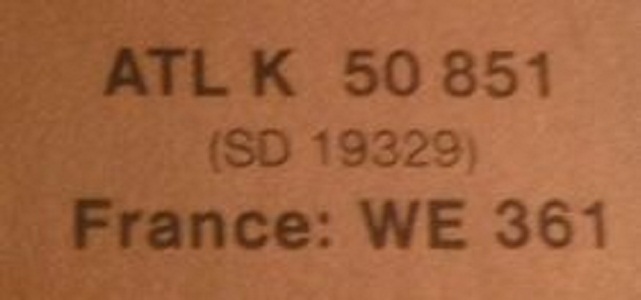 ATL K 50 851
(SD 19329)
France: WE 361